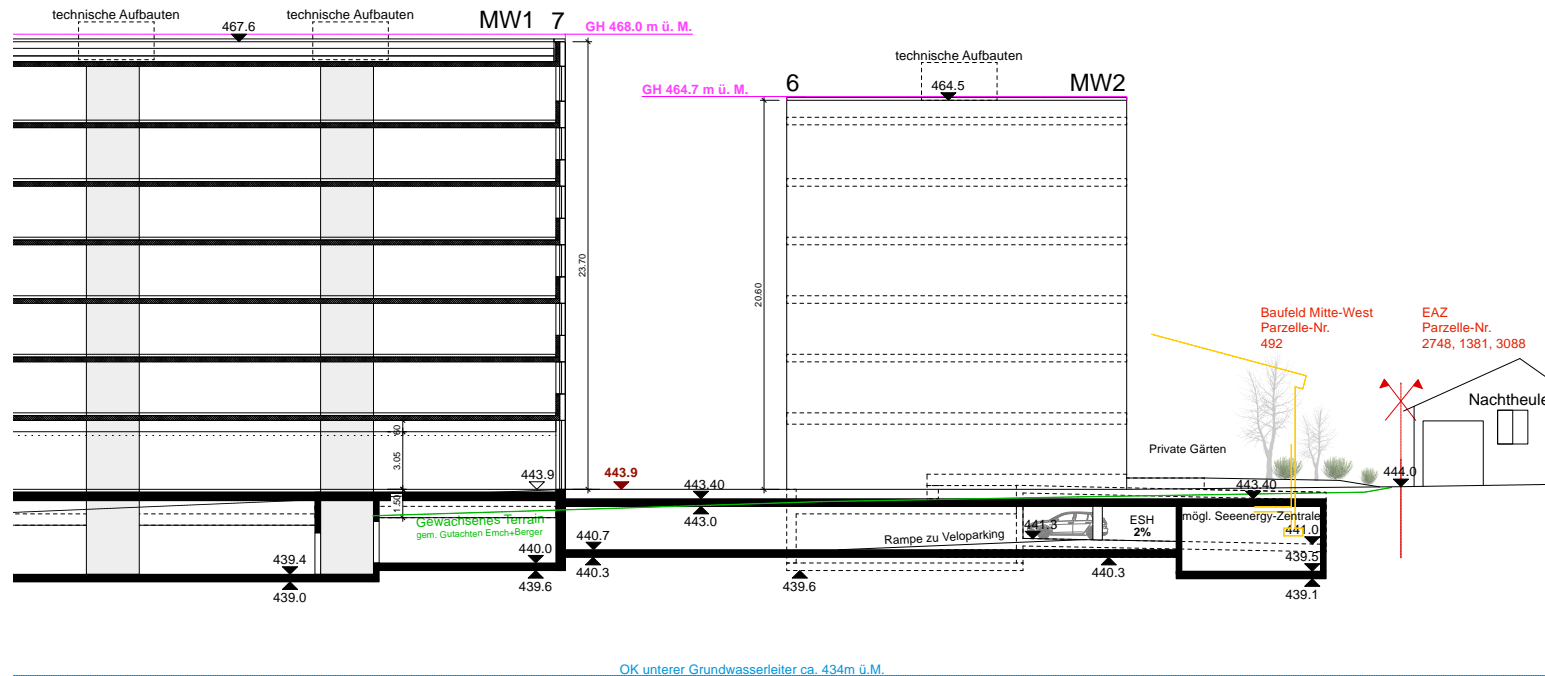 technische Aufbauten
technische Aufbauten
MW1 7
467.6
GH 468.0 m ü. M.
technische Aufbauten
6
MW2
464.5
GH 464.7 m ü. M.
23.70
20.60
Baufeld Mitte-West
Parzelle-Nr.
492
EAZ
Parzelle-Nr.
2748, 1381, 3088
Nachtheule
60
3.05
1.50
Private Gärten
443.9
443.9
443.40
443.0
443.40
444.0
Gewachsenes Terrain
gem. Gutachten Emch+Berger
mögl. Seeenergy-Zentrale
ESH
2%
441.3
441.0
Rampe zu Veloparking
439.4
439.0
440.0
439.6
440.7
440.3
439.6
440.3
439.5
439.1
OK unterer Grundwasserleiter ca. 434m ü.M.